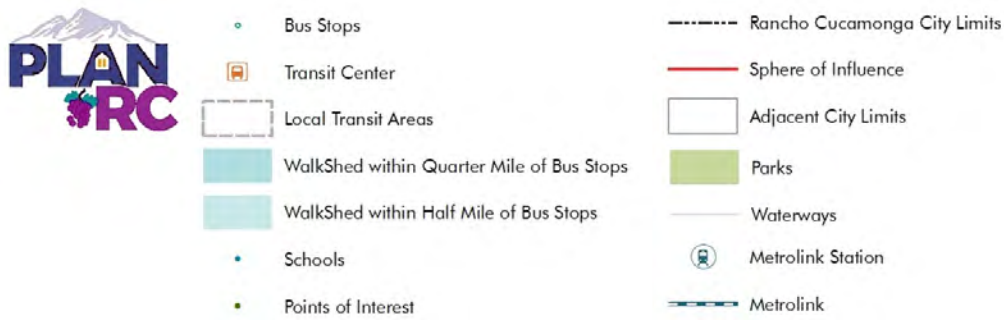 PLAN
RC
Bus Stops
Transit Center
Local Transit Areas
WalkShed within Quarter Mile of Bus Stops
WalkShed within Half Mile of Bus Stops
Schools
Points of Interest
Rancho Cucamonga City Limits
Sphere of Influence
Adjacent City Limits
Parks
Waterways
Metrolink Station
Metrolink